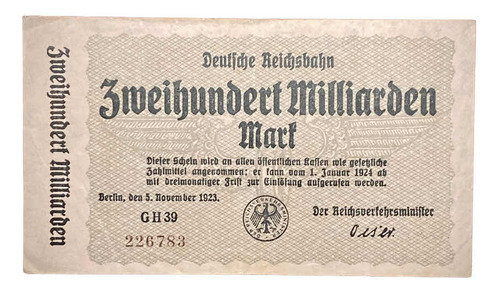 Zweihundert Milliarden
Deutsche Reichsbahn
Zweihundert Milliarden
Mark
Dieser Schein wird an allen öffentlichen Kassen wie gesetzliche
Zahlmittel angenommen; er kann vom 1. Januar 1924 ab
mit dreimonatiger Frist zur Einlösung aufgerufen werden.
Berlin, den 5. November 1923.
GH39
Der Reichsverkehrsminister
226783
Oeser